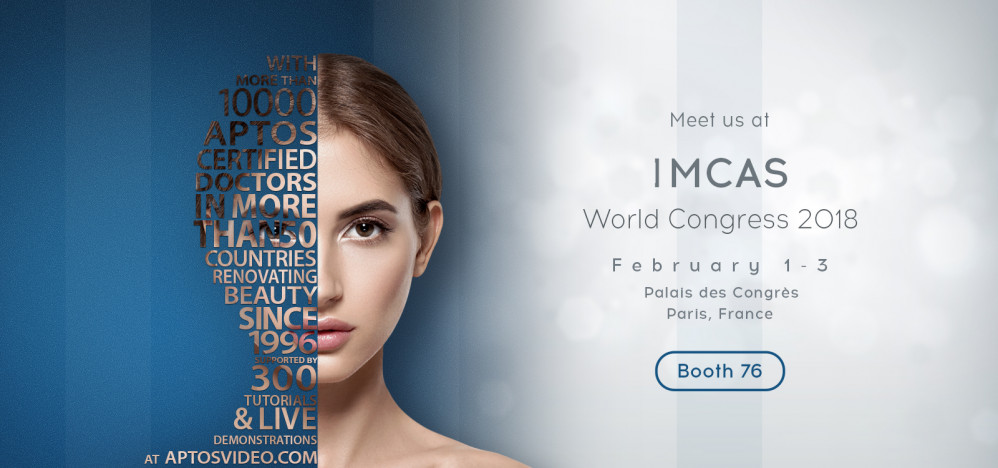 WITH
MORE THAN
10000
APTOS
CERTIFIED
DOCTORS
IN MORE
THAN 50
COUNTRIES
RENOVATING
BEAUTY
SINCE
1996
SUPPORTED BY
300
TUTORIALS
& LIVE
DEMONSTRATIONS
AT APTOSVIDEO.COM
Meet us at
IMCAS
World Congress 2018
February 1 - 3
Palais des Congrès
Paris, France
Booth 76